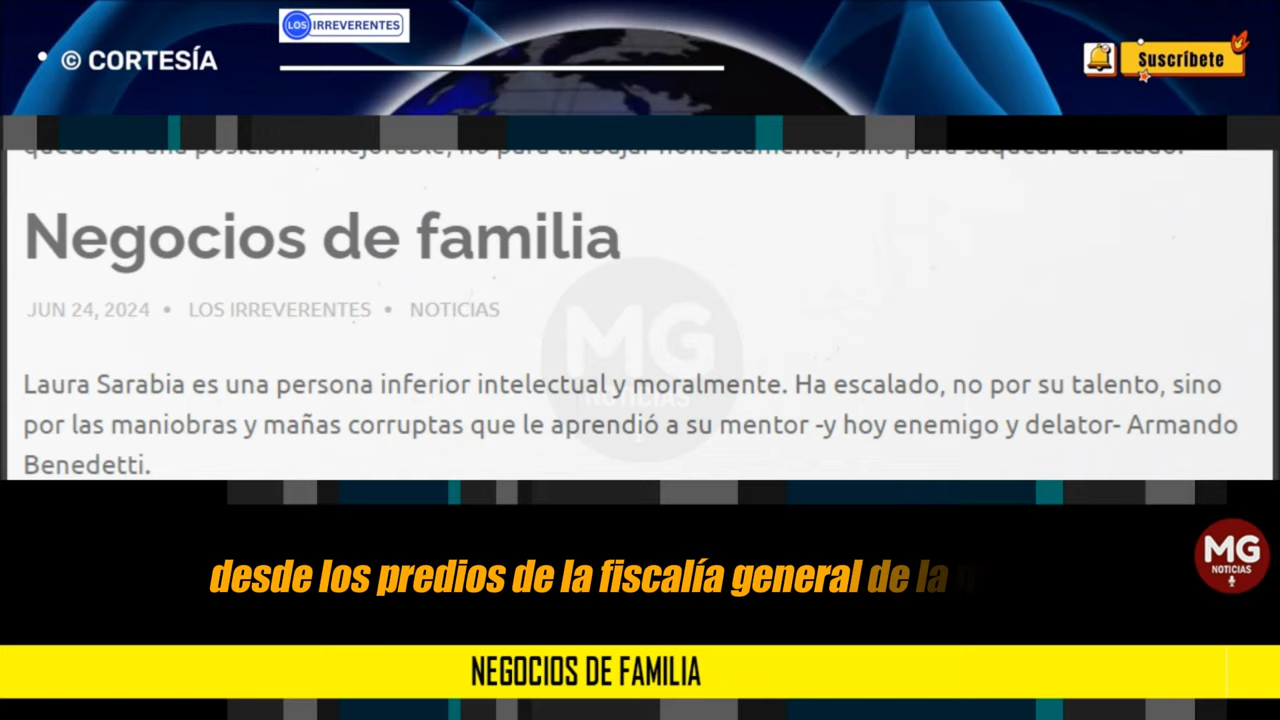 LOS IRREVERENTES
© CORTESÍA
Suscríbete
Negocios de familia
JUN 24, 2024 • LOS IRREVERENTES • NOTICIAS
MG
NOTICIAS
Laura Sarabia es una persona inferior intelectual y moralmente. Ha escalado, no por su talento, sino
por las maniobras y mañas corruptas que le aprendió a su mentor -y hoy enemigo y delator- Armando
Benedetti.
desde los predios de la fiscalía general de la
MG
NOTICIAS
NEGOCIOS DE FAMILIA